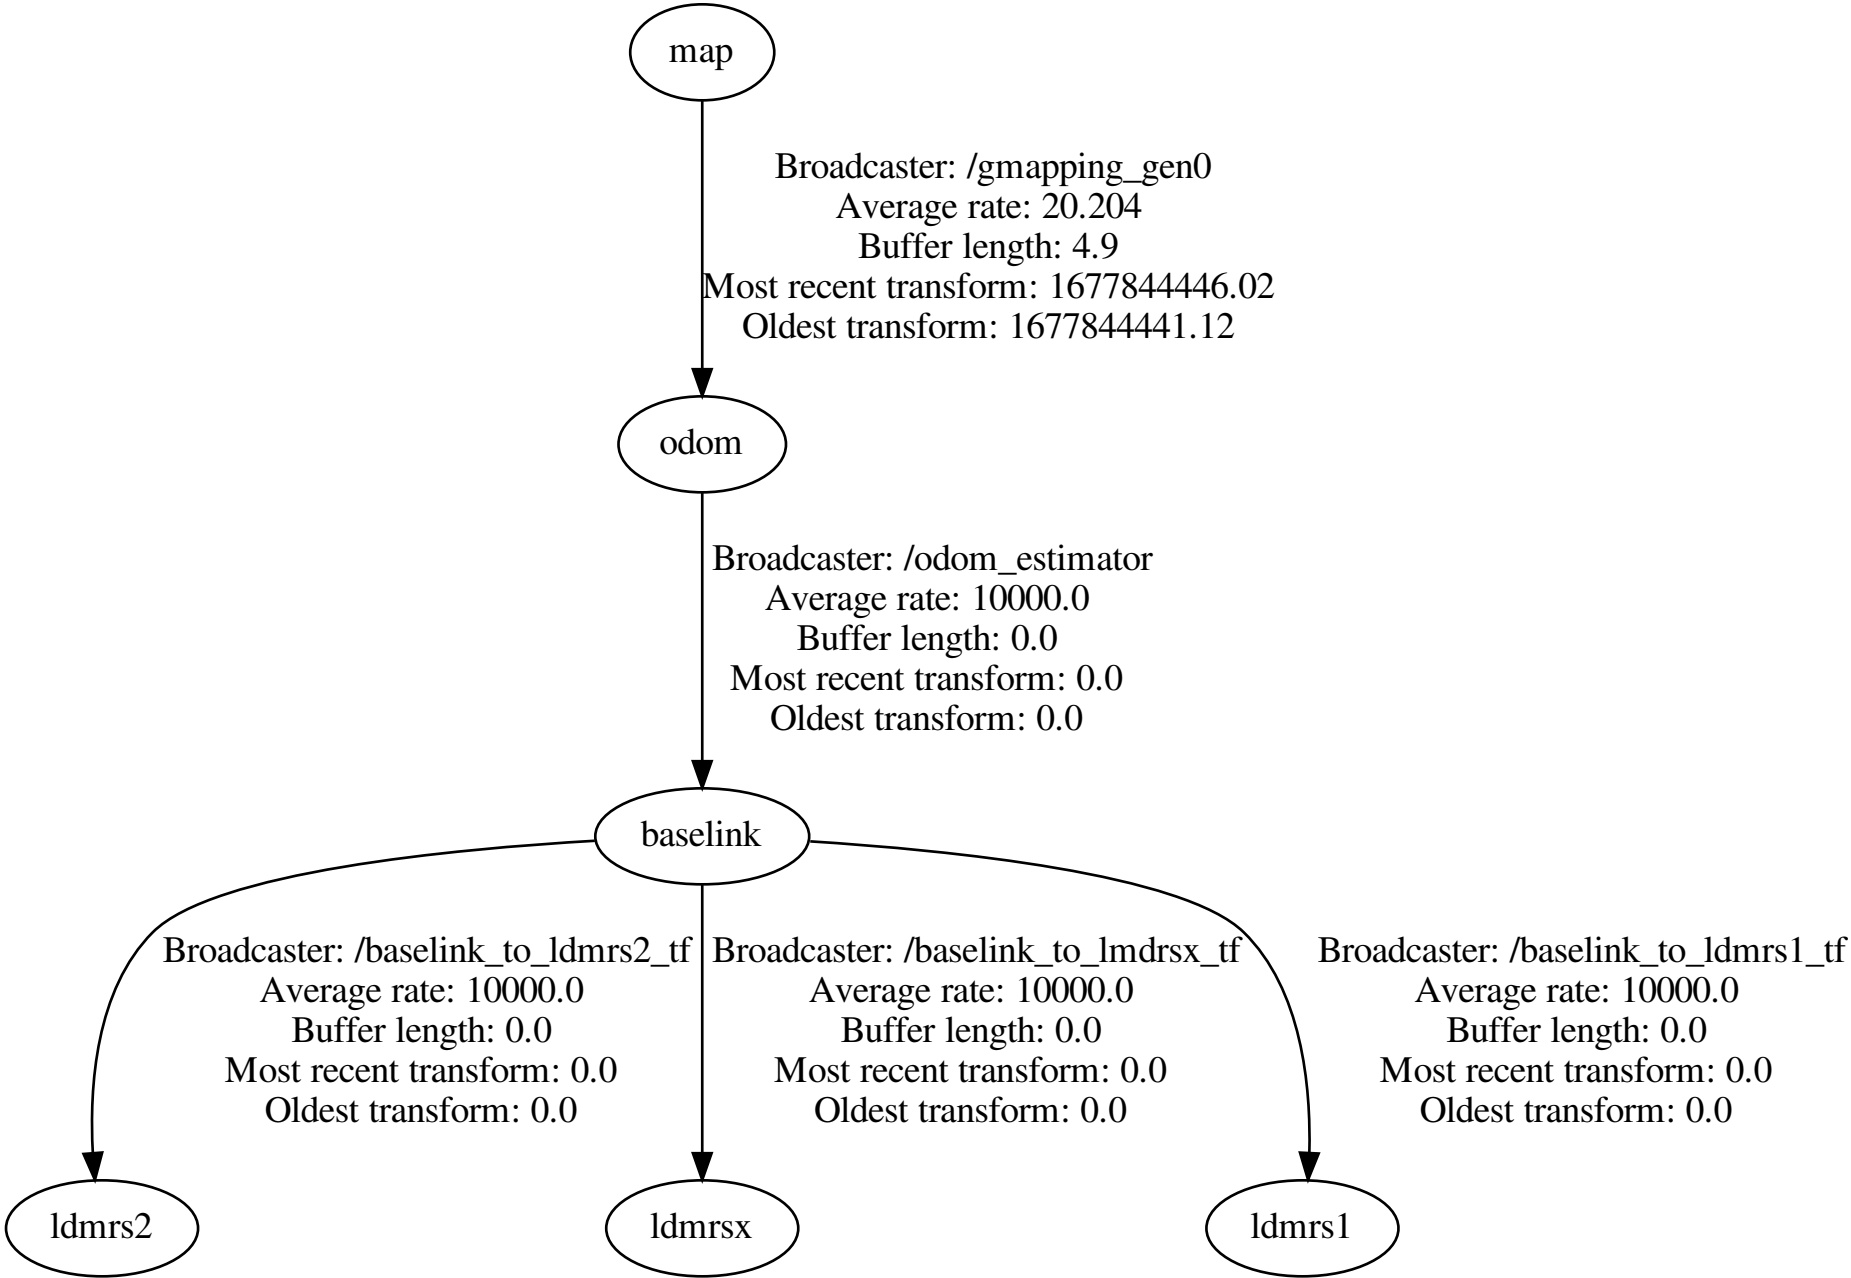 map
Broadcaster: /gmapping_gen0
Average rate: 20.204
Buffer length: 4.9
Most recent transform: 1677844446.02
Oldest transform: 1677844441.12
odom
Broadcaster: /odom_estimator
Average rate: 10000.0
Buffer length: 0.0
Most recent transform: 0.0
Oldest transform: 0.0
baselink
Broadcaster: /baselink_to_ldmrs2_tf
Average rate: 10000.0
Buffer length: 0.0
Most recent transform: 0.0
Oldest transform: 0.0
Broadcaster: /baselink_to_lmdrsx_tf
Average rate: 10000.0
Buffer length: 0.0
Most recent transform: 0.0
Oldest transform: 0.0
Broadcaster: /baselink_to_ldmrs1_tf
Average rate: 10000.0
Buffer length: 0.0
Most recent transform: 0.0
Oldest transform: 0.0
ldmrs2
ldmrsx
ldmrs1